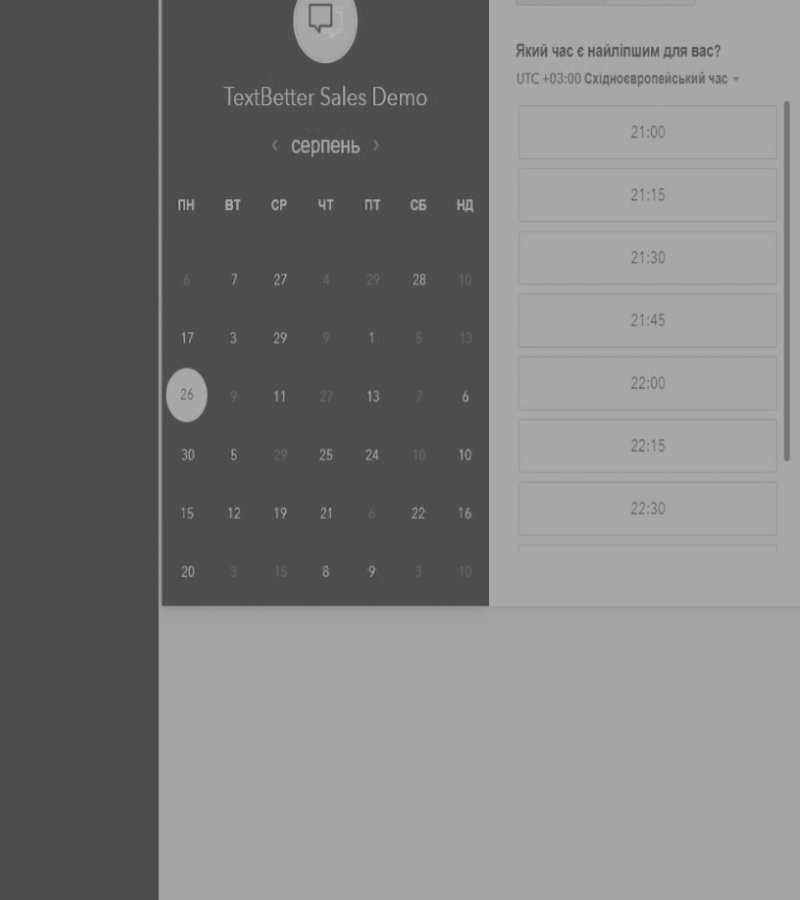 TextBetter Sales Demo
‹ серпень ›
ПН ВТ СР ЧТ ПТ СБ НД
6 7 27 4 29 28 10
17 3 29 9 1 5 13
26 9 11 27 13 7 6
30 5 29 25 24 10 10
15 12 19 21 6 22 16
20 3 15 8 9 3 10
Який час є найліпшим для вас?
UTC +03:00 Східноєвропейський час
21:00
21:15
21:30
21:45
22:00
22:15
22:30